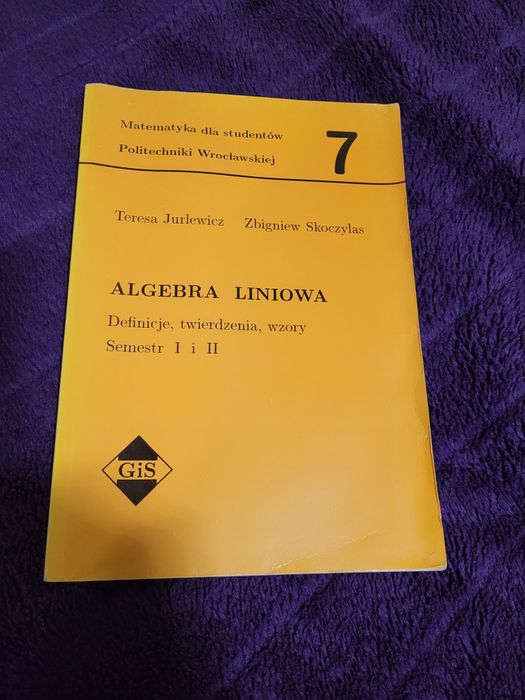 Matematyka dla studentów
Politechniki Wrocławskiej
7
Teresa Jurlewicz Zbigniew Skoczylas
ALGEBRA LINIOWA
Definicje, twierdzenia, wzory
Semestr I i II
GiS